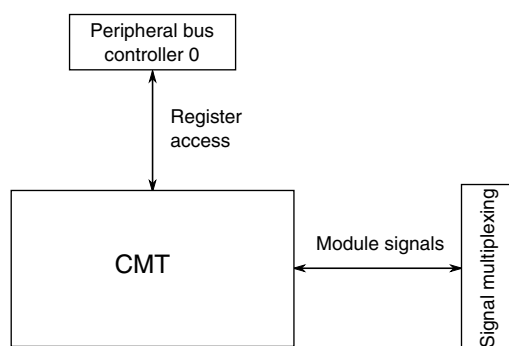 Peripheral bus
controller 0
Register
access
CMT
Module signals
Signal multiplexing